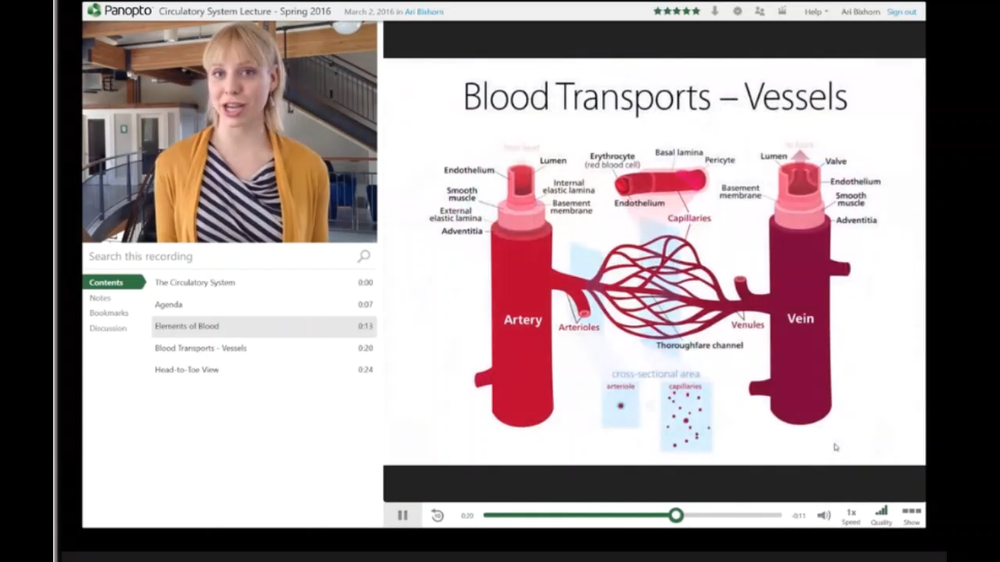 Panopto Circulatory System Lecture - Spring 2016 March 2, 2016 in Ari Bixhorn Help Ari Bixhorn Sign out
Search this recording
Contents
Notes
Bookmarks
Discussion
The Circulatory System 0:00
Agenda 0:07
Elements of Blood 0:13
Blood Transports - Vessels 0:20
Head-to-Toe View 0:24
Blood Transports – Vessels
Endothelium
Lumen
Smooth
muscle
Internal
elastic lamina
External
elastic lamina
Basement
membrane
Adventitia
Erythrocyte
(red blood cell)
Basal lamina
Pericyte
Endothelium
Capillaries
Lumen
Valve
Endothelium
Basement
membrane
Smooth
muscle
Adventitia
Artery
Arterioles
Venules
Vein
Thoroughfare channel
cross-sectional area
arteriole
capillaries
10
0:20
-0:11
1x
Speed
Quality
Show